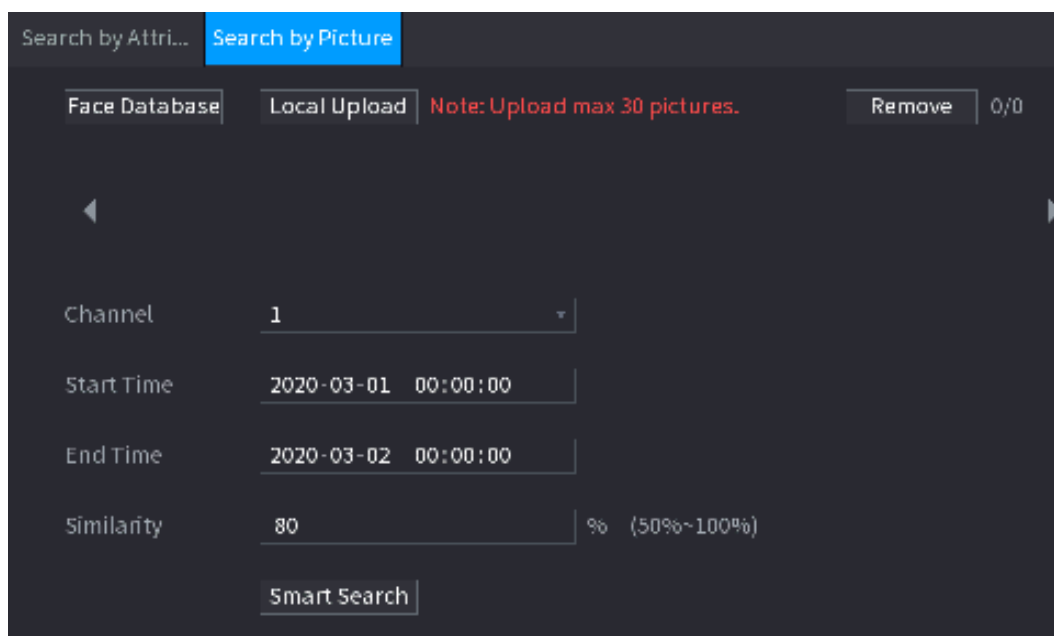 Search by Attri... Search by Picture
Face Database Local Upload Note: Upload max 30 pictures. Remove 0/0
Channel 1
Start Time 2020-03-01 00:00:00
End Time 2020-03-02 00:00:00
Similarity 80 % (50%~100%)
Smart Search